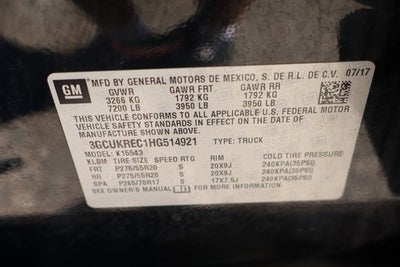 GM MFD BY GENERAL MOTORS DE MEXICO, S. DE R.L. DE C.V. 07/17
GVWR GAWR FRT GAWR RR
3266 KG 1792 KG 1792 KG
7200 LB 3950 LB 3950 LB
THIS VEHICLE CONFORMS TO ALL APPLICABLE U.S. FEDERAL MOTOR
VEHICLE SAFETY STANDARDS IN EFFECT ON THE DATE OF
MANUFACTURE SHOWN ABOVE.
3GCUKREC1HG514921 TYPE: TRUCK
MODEL: K15543
TIRE SIZE SPEED RTG RIM COLD TIRE PRESSURE
FRT P275/55R20 S 20X9J 240KPA(35PSI)
RR P275/55R20 S 20X9J 240KPA(35PSI)
SPA P265/70R17 S 17X7.5J 240KPA(35PSI)
SEE OWNER'S MANUAL FOR ADDITIONAL INFORMATION